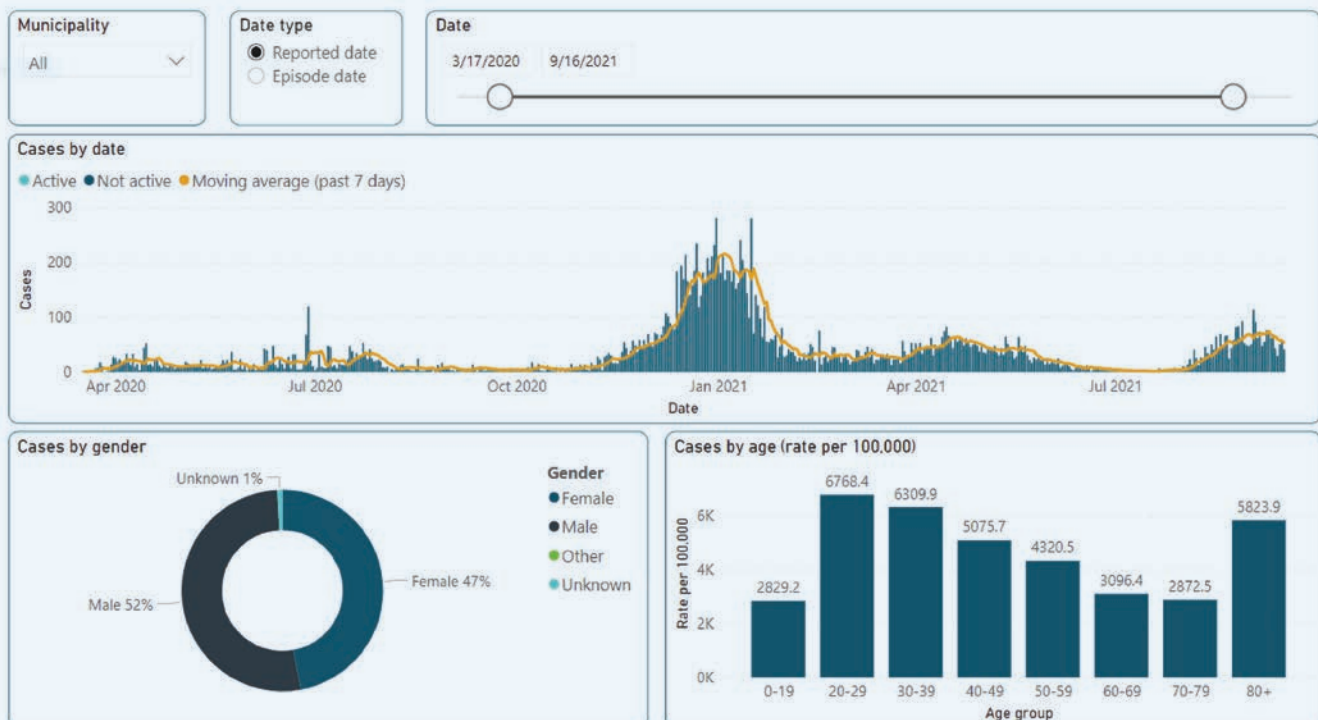 Municipality
All
Date type
Reported date
Episode date
Date
3/17/2020 9/16/2021
Cases by date
Active Not active Moving average (past 7 days)
300
200
100
0
Cases
Apr 2020 Jul 2020 Oct 2020 Jan 2021 Apr 2021 Jul 2021
Date
Cases by gender
Unknown 1%
Male 52%
Female 47%
Gender
Female
Male
Other
Unknown
Cases by age (rate per 100,000)
Rate per 100,000
6K
4K
2K
0K
2829.2 6768.4 6309.9 5075.7 4320.5 3096.4 2872.5 5823.9
0-19 20-29 30-39 40-49 50-59 60-69 70-79 80+
Age group